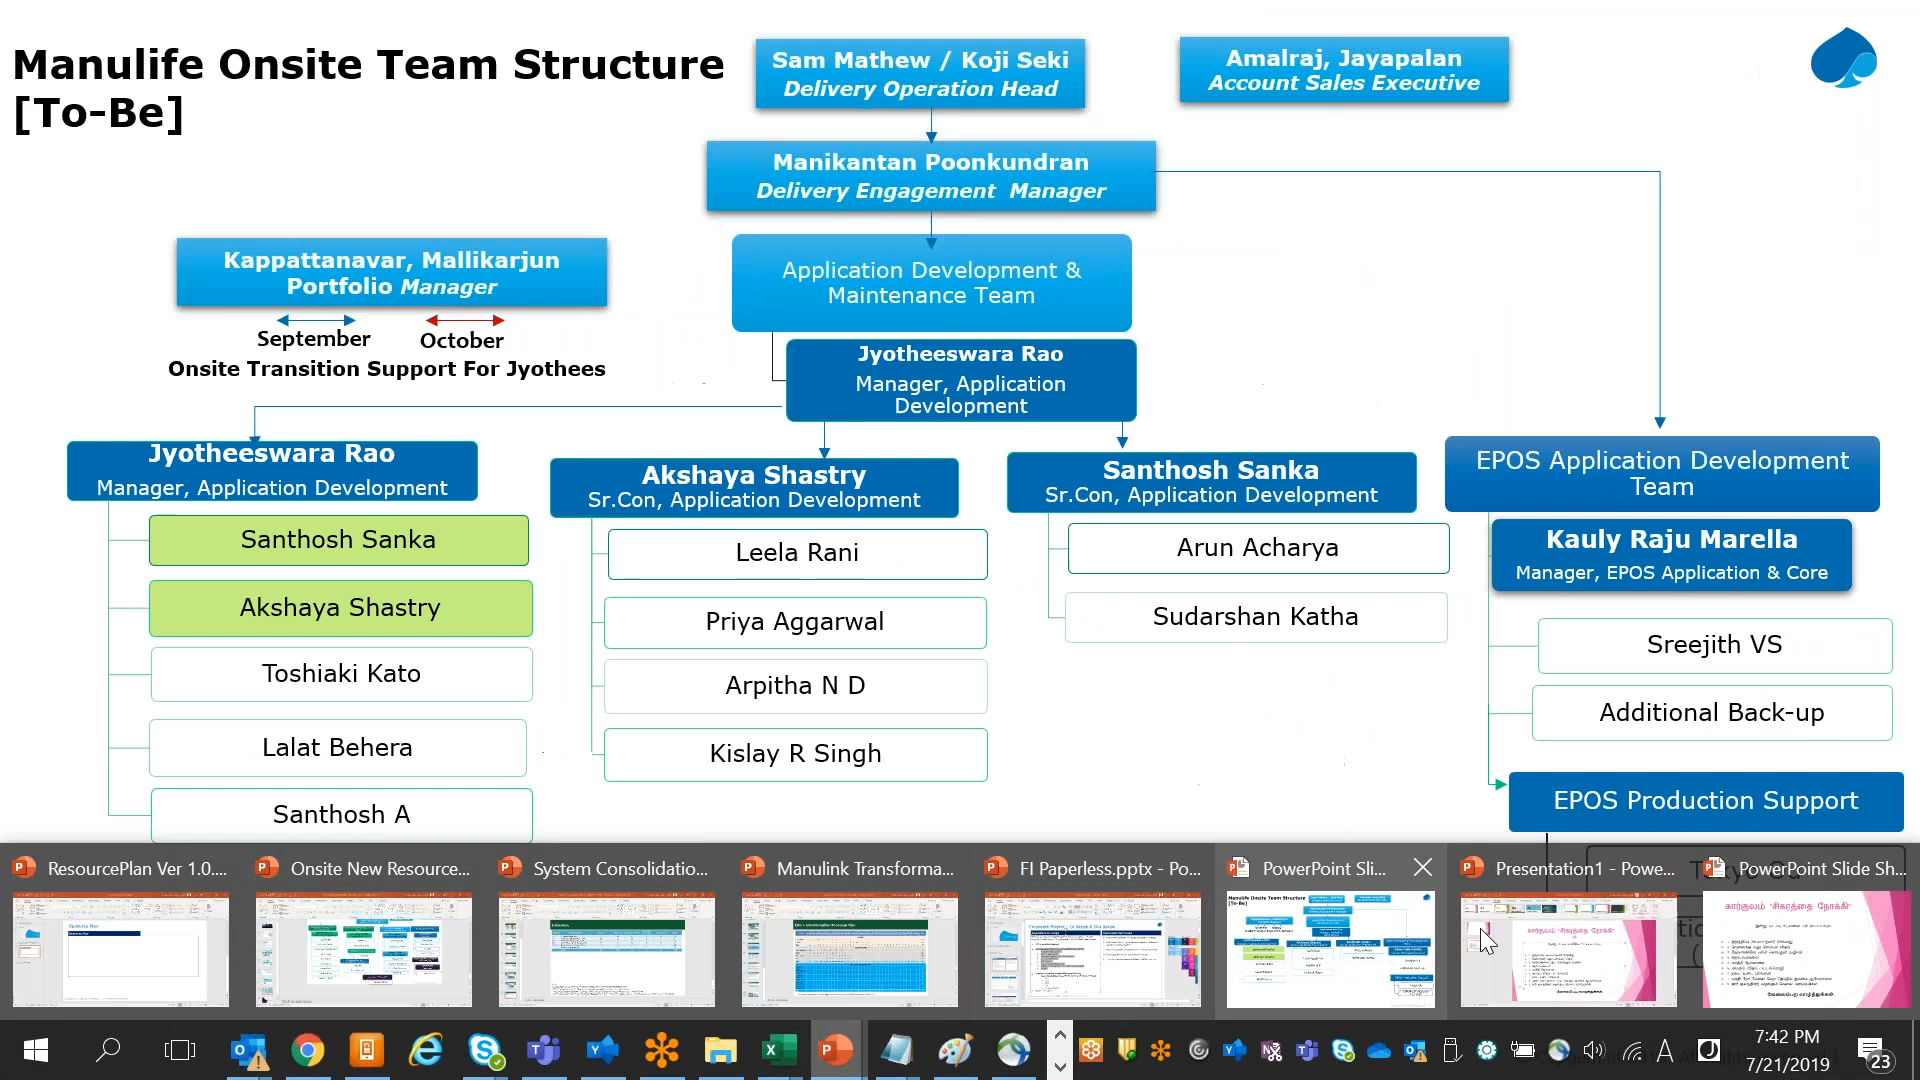 Manulife Onsite Team Structure
[To-Be]
Sam Mathew / Koji Seki
Delivery Operation Head
Amalraj, Jayapalan
Account Sales Executive
Manikantan Poonkundran
Delivery Engagement Manager
Kappattanavar, Mallikarjun
Portfolio Manager
September
October
Onsite Transition Support For Jyothees
Application Development &
Maintenance Team
Jyotheeswara Rao
Manager, Application
Development
Jyotheeswara Rao
Manager, Application Development
Santhosh Sanka
Akshaya Shastry
Toshiaki Kato
Lalat Behera
Santhosh A
Akshaya Shastry
Sr.Con, Application Development
Leela Rani
Priya Aggarwal
Arpitha N D
Kislay R Singh
Santhosh Sanka
Sr.Con, Application Development
Arun Acharya
Sudarshan Katha
EPOS Application Development
Team
Kauly Raju Marella
Manager, EPOS Application & Core
Sreejith VS
Additional Back-up
EPOS Production Support
ResourcePlan Ver 1.0....
Onsite New Resource...
System Consolidatio...
Manulink Transforma...
FI Paperless.pptx - Po...
PowerPoint Sli...
Presentation1 - Powe...
PowerPoint Slide Sh...
Manulife Onsite Team Structure
[To-Be]
7:42 PM
7/21/2019
23